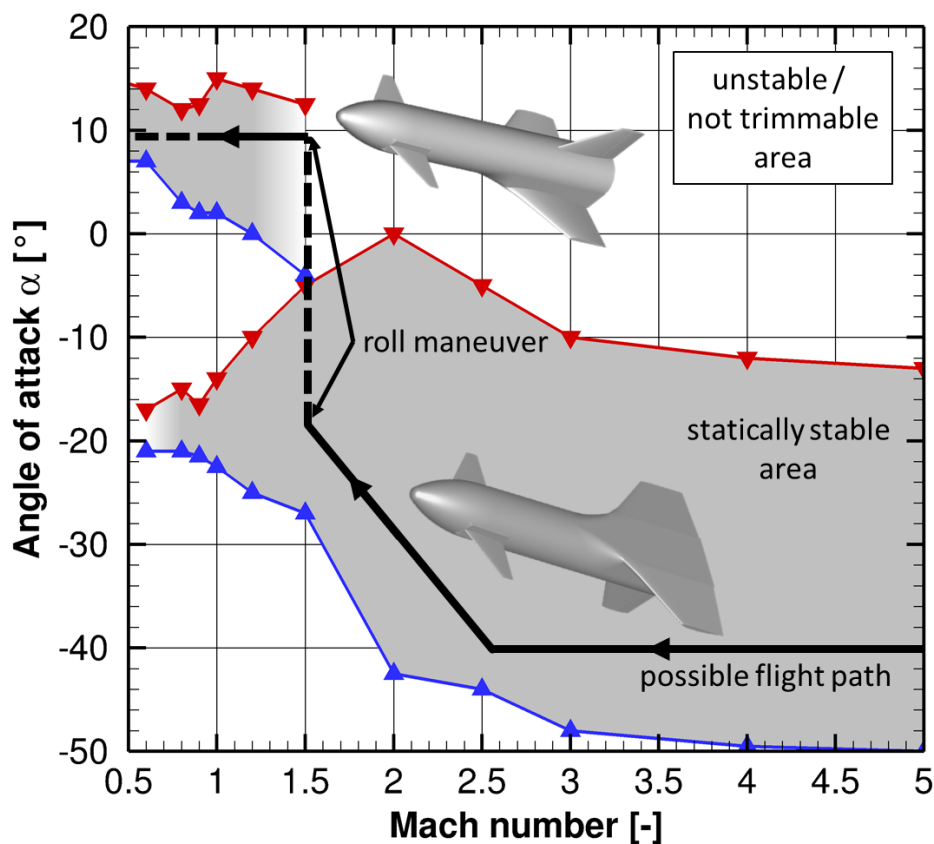 unstable /
not trimmable
area
roll maneuver
statically stable
area
possible flight path
Angle of attack α [°]
20
10
0
-10
-20
-30
-40
-50
0.5 1 1.5 2 2.5 3 3.5 4 4.5 5
Mach number [-]